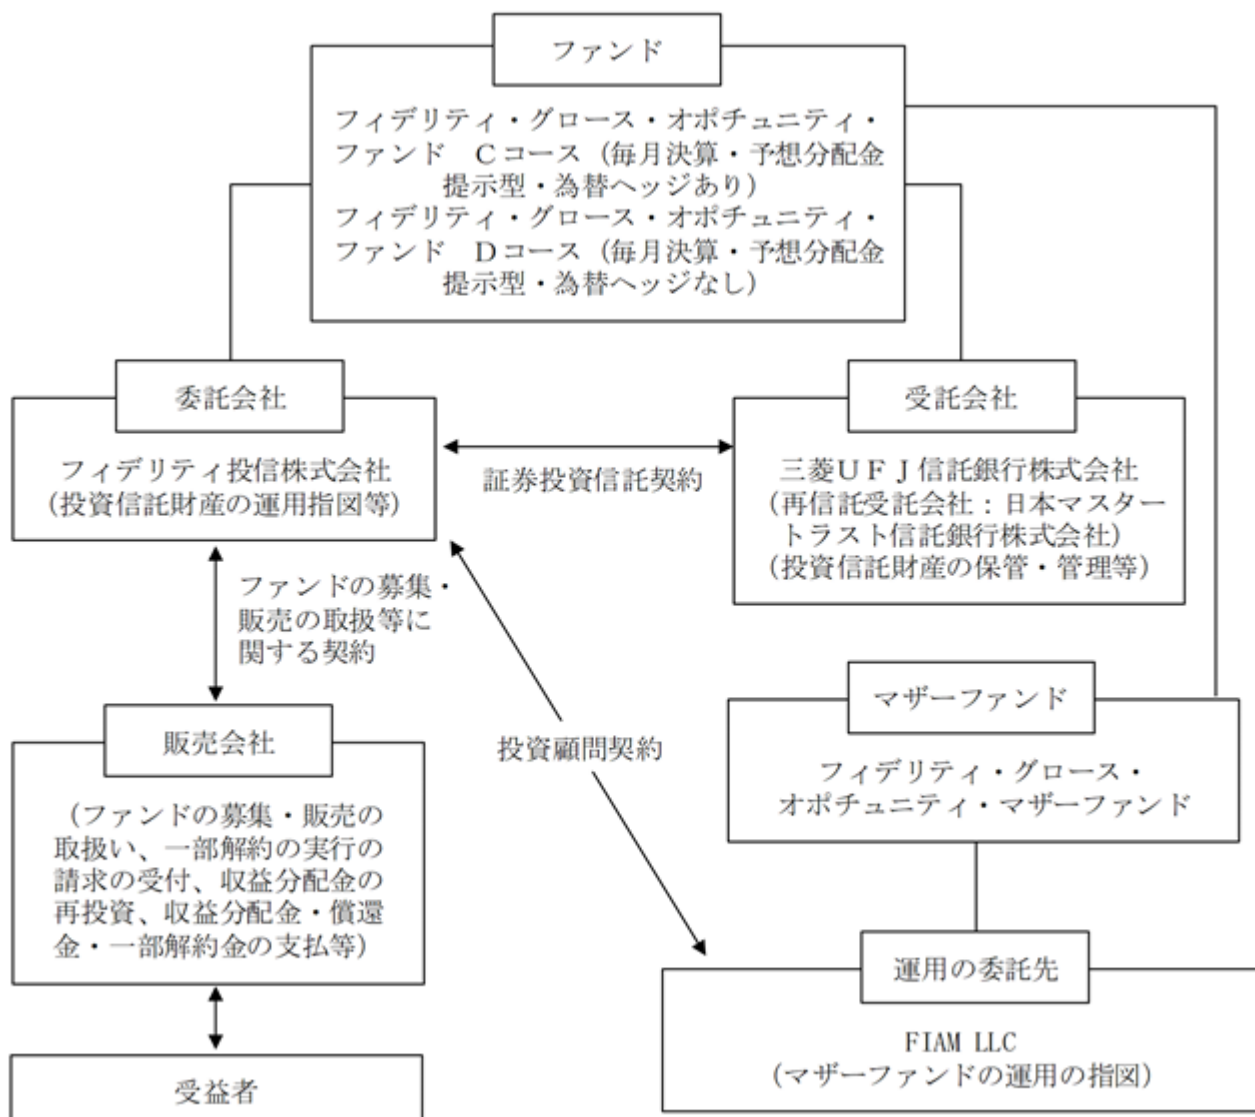 ファンド
フィデリティ・グロース・オポチュニティ・
ファンド　Ｃコース（毎月決算・予想分配金
提示型・為替ヘッジあり）
フィデリティ・グロース・オポチュニティ・
ファンド　Ｄコース（毎月決算・予想分配金
提示型・為替ヘッジなし）
委託会社
フィデリティ投信株式会社
（投資信託財産の運用指図等）
証券投資信託契約
受託会社
三菱ＵＦＪ信託銀行株式会社
（再信託受託会社：日本マスター
トラスト信託銀行株式会社）
（投資信託財産の保管・管理等）
ファンドの募集・
販売の取扱等に
関する契約
販売会社
（ファンドの募集・販売の
取扱い、一部解約の実行の
請求の受付、収益分配金の
再投資、収益分配金・償還
金・一部解約金の支払等）
投資顧問契約
マザーファンド
フィデリティ・グロース・
オポチュニティ・マザーファンド
運用の委託先
FIAM LLC
（マザーファンドの運用の指図）
受益者